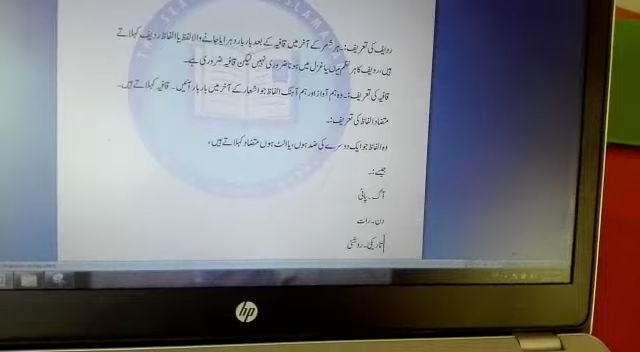 ردیف کی تعریف:۔ ہر شعر کے آخر میں قافیہ کے بعد بار بار دہرایا جانے والا لفظ یا الفاظ ردیف کہلاتے
ہیں، ردیف کا ہر نظم یا غزل میں ہونا ضروری نہیں لیکن قافیہ ضروری ہے۔
قافیہ کی تعریف:۔ وہ ہم آواز اور ہم آہنگ الفاظ جو اشعار کے آخر میں بار بار آئیں۔ قافیہ کہلاتے ہیں۔
متضاد الفاظ کی تعریف:۔
وہ الفاظ جو ایک دوسرے کی ضد ہوں، یا الٹ ہوں متضاد کہلاتے ہیں،
جیسے:۔
آگ۔ پانی
دن۔ رات
تاریکی۔ روشنی
hp